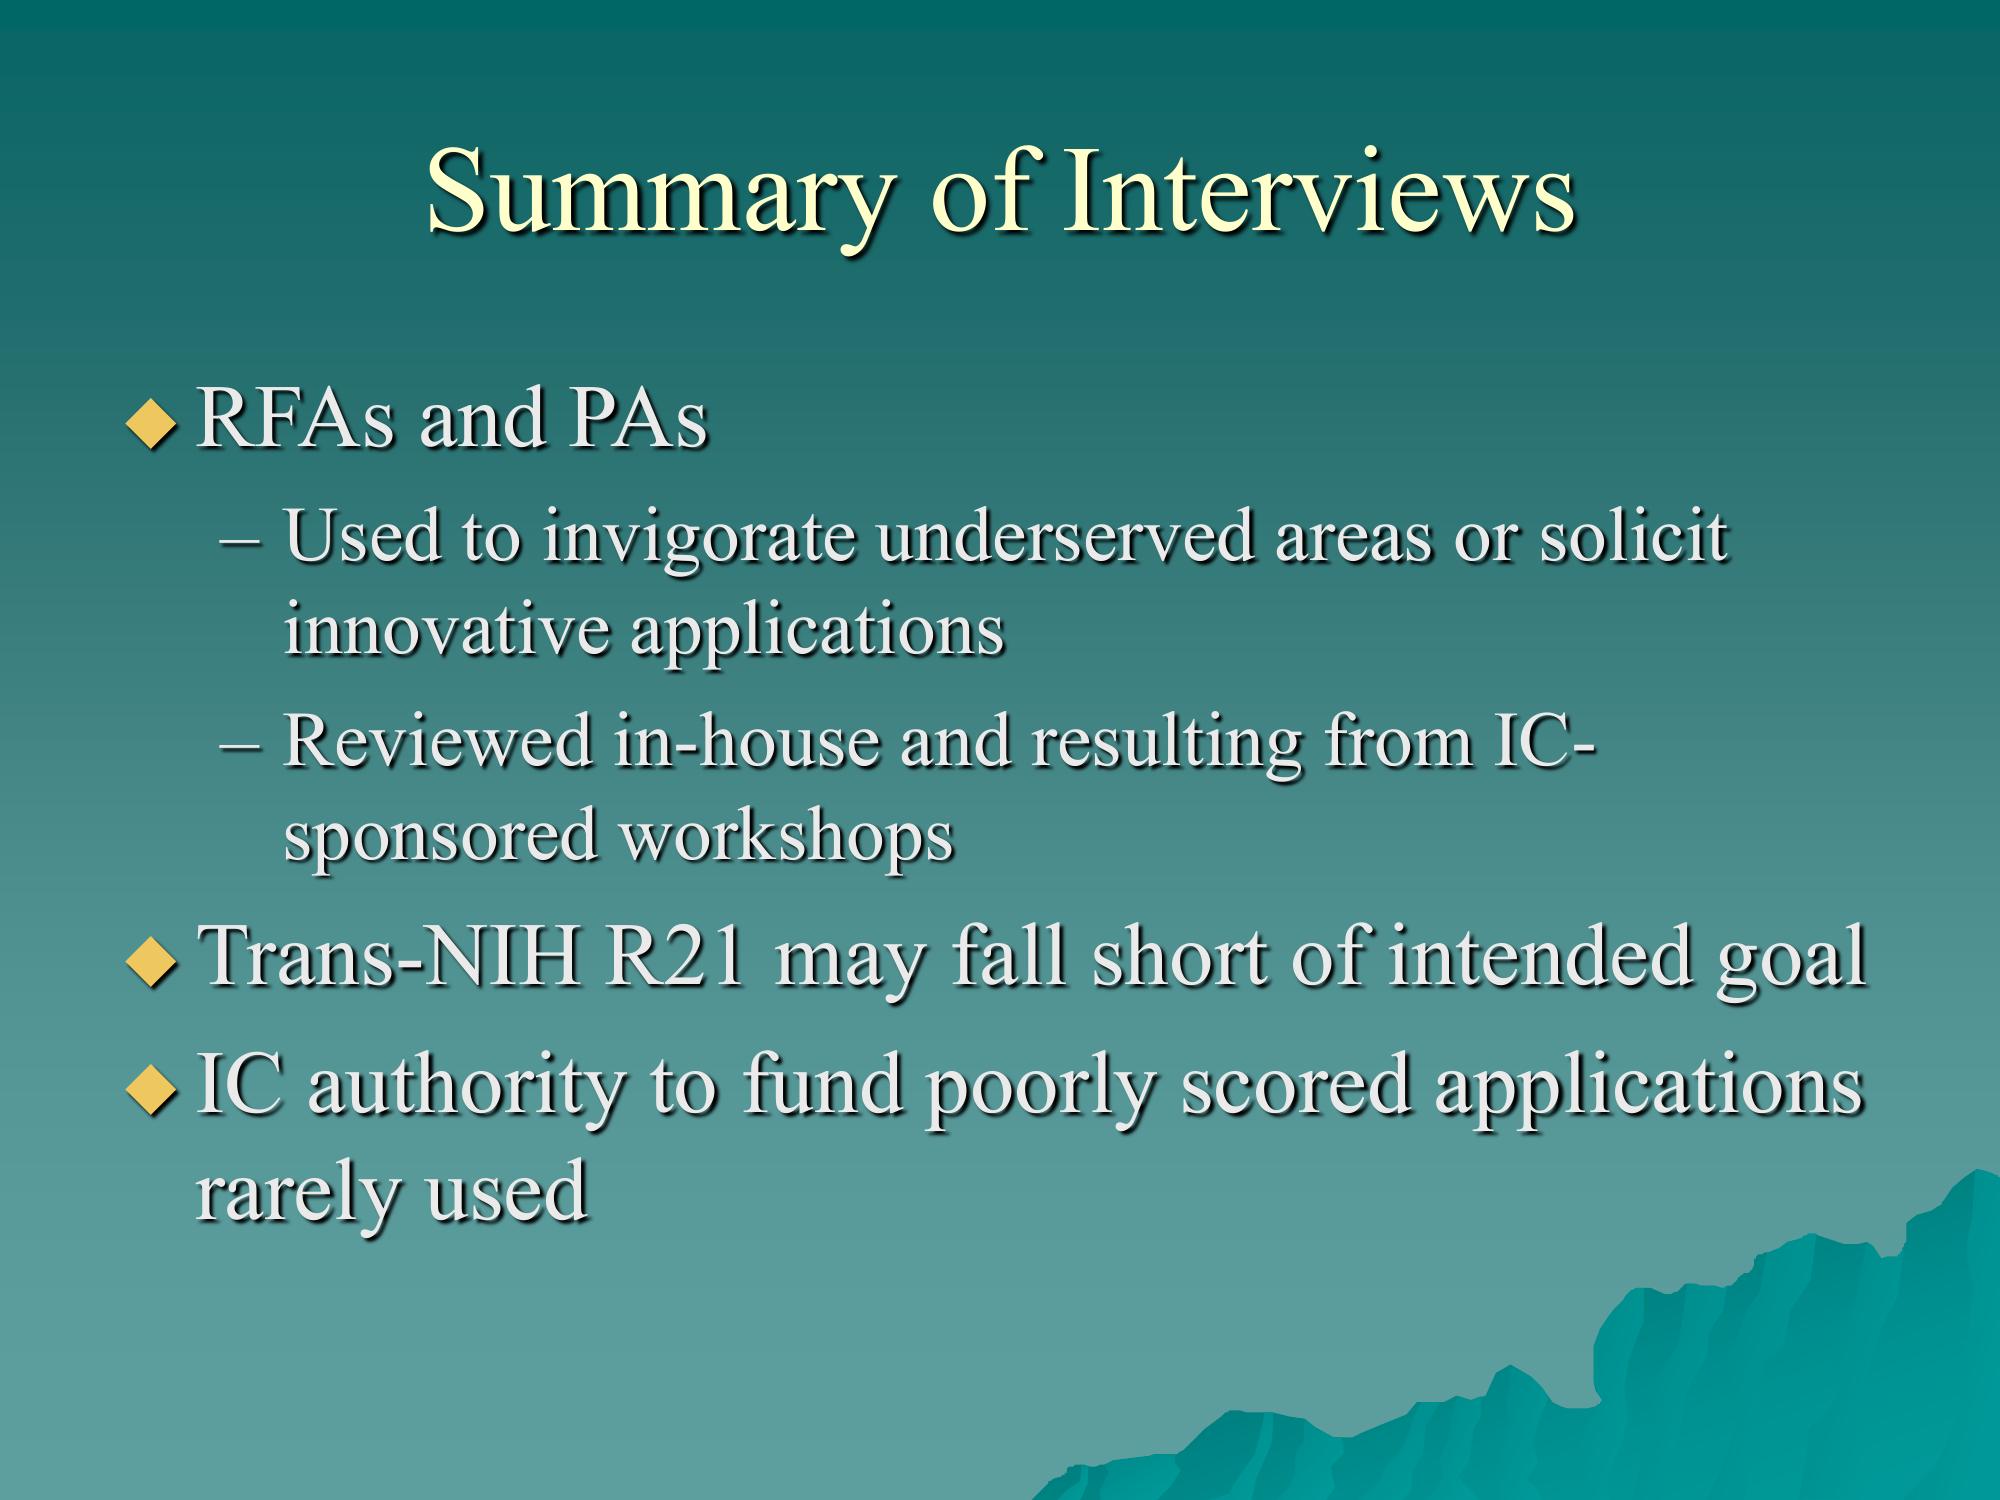 Summary of Interviews
RFAs and PAs
– Used to invigorate underserved areas or solicit
innovative applications
– Reviewed in-house and resulting from IC-
sponsored workshops
Trans-NIH R21 may fall short of intended goal
IC authority to fund poorly scored applications
rarely used